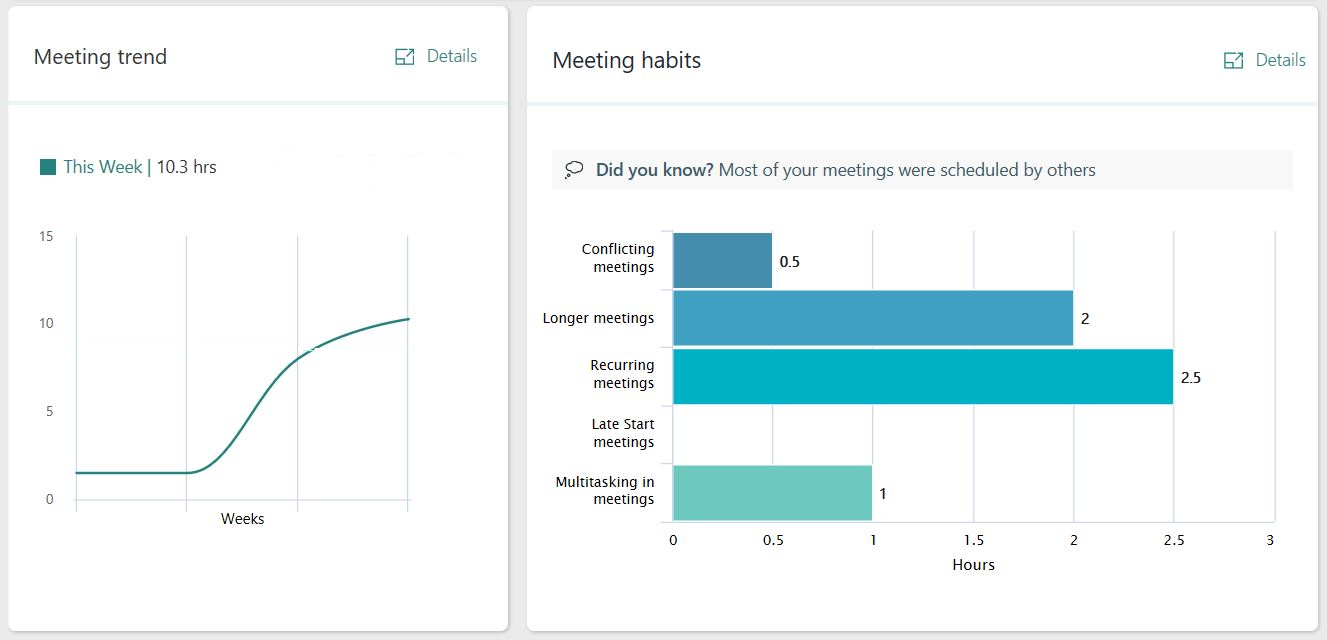 Meeting trend
Details
This Week | 10.3 hrs
15
10
5
0
Weeks
Meeting habits
Details
Did you know? Most of your meetings were scheduled by others
Conflicting
meetings
0.5
Longer meetings
2
Recurring
meetings
2.5
Late Start
meetings
Multitasking in
meetings
1
0 0.5 1 1.5 2 2.5 3
Hours